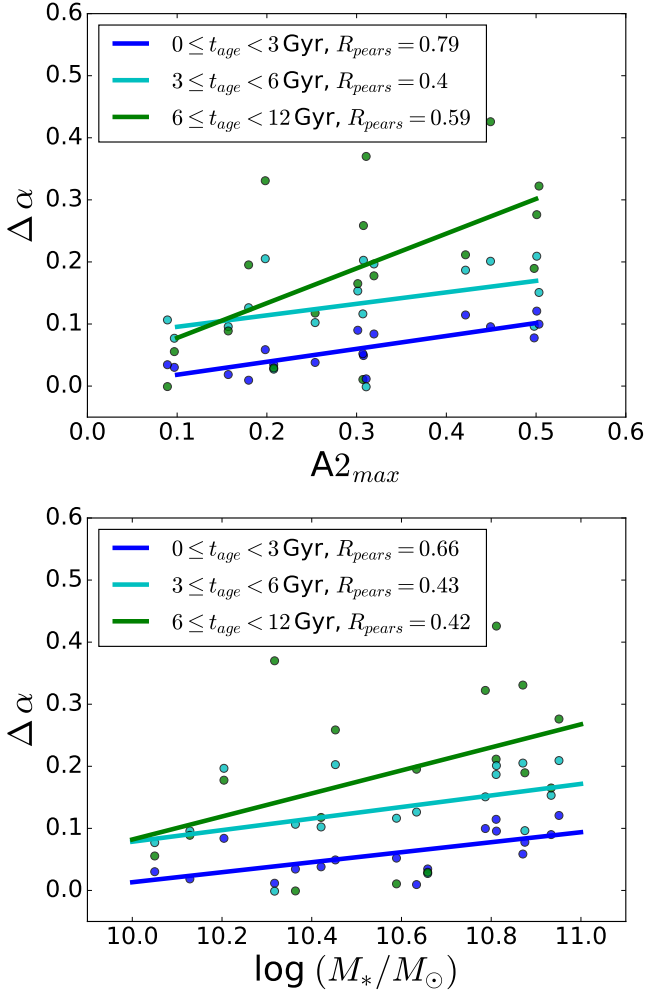 0.6
0.5
0.4
0.3
0.2
0.1
0.0
Δ α
0 ≤ t_age < 3 Gyr, R_pears = 0.79
3 ≤ t_age < 6 Gyr, R_pears = 0.4
6 ≤ t_age < 12 Gyr, R_pears = 0.59
0.0 0.1 0.2 0.3 0.4 0.5 0.6
A2_max
0.6
0.5
0.4
0.3
0.2
0.1
0.0
Δ α
0 ≤ t_age < 3 Gyr, R_pears = 0.66
3 ≤ t_age < 6 Gyr, R_pears = 0.43
6 ≤ t_age < 12 Gyr, R_pears = 0.42
10.0 10.2 10.4 10.6 10.8 11.0
log (M_*/M_⊙)